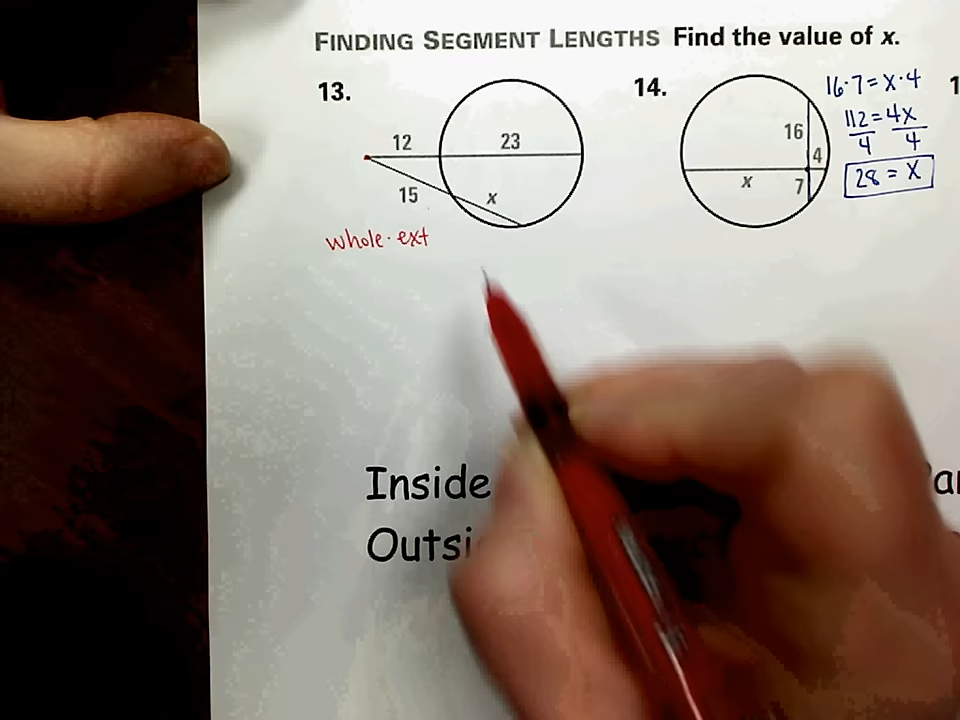 FINDING SEGMENT LENGTHS Find the value of x.
13.
12
23
15
x
whole · ext
14.
16
4
x
7
16·7=x·4
112=4x
4 4
28 = x
1
Inside
Outsi